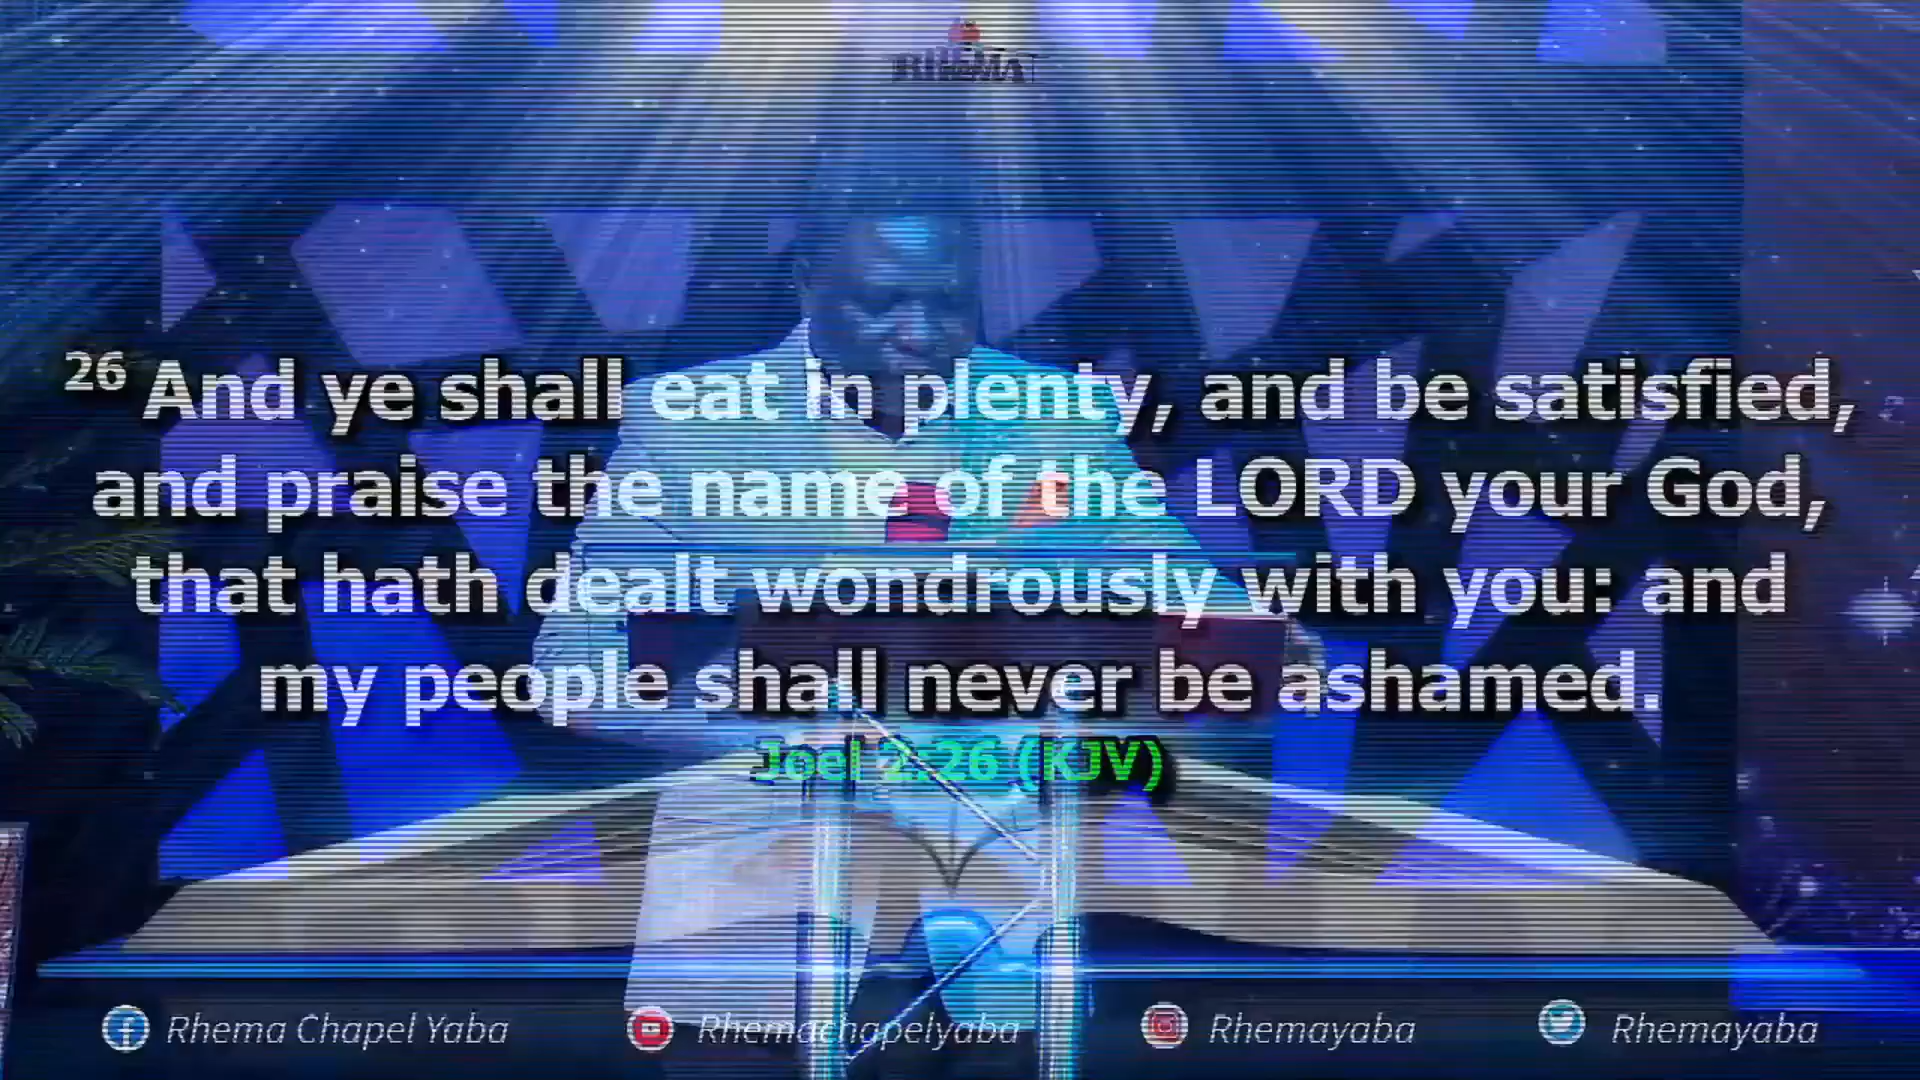 RHEMA
26 And ye shall eat in plenty, and be satisfied,
and praise the name of the LORD your God,
that hath dealt wondrously with you: and
my people shall never be ashamed.
Joel 2:26 (KJV)
Rhema Chapel Yaba Rhemachapelyaba Rhemayaba Rhemayaba